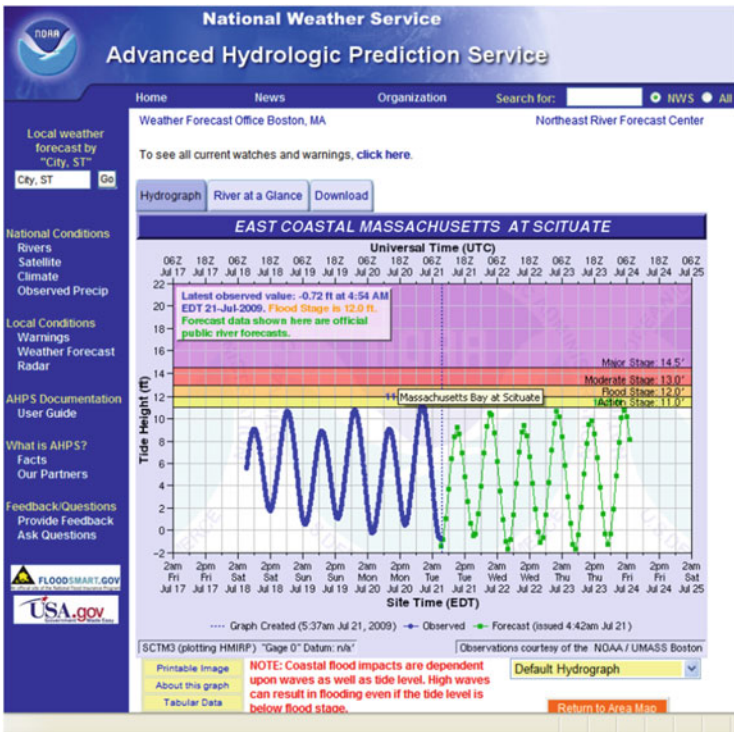 NOAA
National Weather Service
Advanced Hydrologic Prediction Service
Home News Organization Search for: NWS All
Local weather
forecast by
"City, ST"
City, ST Go
National Conditions
Rivers
Satellite
Climate
Observed Precip
Local Conditions
Warnings
Weather Forecast
Radar
AHPS Documentation
User Guide
What is AHPS?
Facts
Our Partners
Feedback/Questions
Provide Feedback
Ask Questions
FLOODSMART.GOV
USA.gov
Government Made Easy
Weather Forecast Office Boston, MA Northeast River Forecast Center
To see all current watches and warnings, click here.
Hydrograph River at a Glance Download
EAST COASTAL MASSACHUSETTS AT SCITUATE
Universal Time (UTC)
06Z 18Z 06Z 18Z 06Z 18Z 06Z 18Z 06Z 18Z 06Z 18Z 06Z 18Z 06Z 18Z 06Z
Jul 17 Jul 17 Jul 18 Jul 18 Jul 19 Jul 19 Jul 20 Jul 20 Jul 21 Jul 21 Jul 22 Jul 22 Jul 23 Jul 23 Jul 24 Jul 24 Jul 25
Latest observed value: -0.72 ft at 4:54 AM
EDT 21-Jul-2009. Flood Stage is 12.0 ft.
Forecast data shown here are official
public river forecasts.
Major Stage: 14.5'
Moderate Stage: 13.0'
Flood Stage: 12.0'
Action Stage: 11.0'
Massachusetts Bay at Scituate
Tide Height (ft)
22
20
18
16
14
12
10
8
6
4
2
0
-2
2am 2pm 2am 2pm 2am 2pm 2am 2pm 2am 2pm 2am 2pm 2am 2pm 2am 2pm 2am
Fri Fri Sat Sat Sun Sun Mon Mon Tue Tue Wed Wed Thu Thu Fri Fri Sat
Jul 17 Jul 17 Jul 18 Jul 18 Jul 19 Jul 19 Jul 20 Jul 20 Jul 21 Jul 21 Jul 22 Jul 22 Jul 23 Jul 23 Jul 24 Jul 24 Jul 25
Site Time (EDT)
Graph Created (5:37am Jul 21, 2009) Observed Forecast (issued 4:42am Jul 21)
SCTM3 (plotting HMIRP) "Gage 0" Datum: n/a' Observations courtesy of the NOAA / UMASS Boston
Printable Image
About this graph
Tabular Data
NOTE: Coastal flood impacts are dependent
upon waves as well as tide level. High waves
can result in flooding even if the tide level is
below flood stage.
Default Hydrograph
Return to Area Map